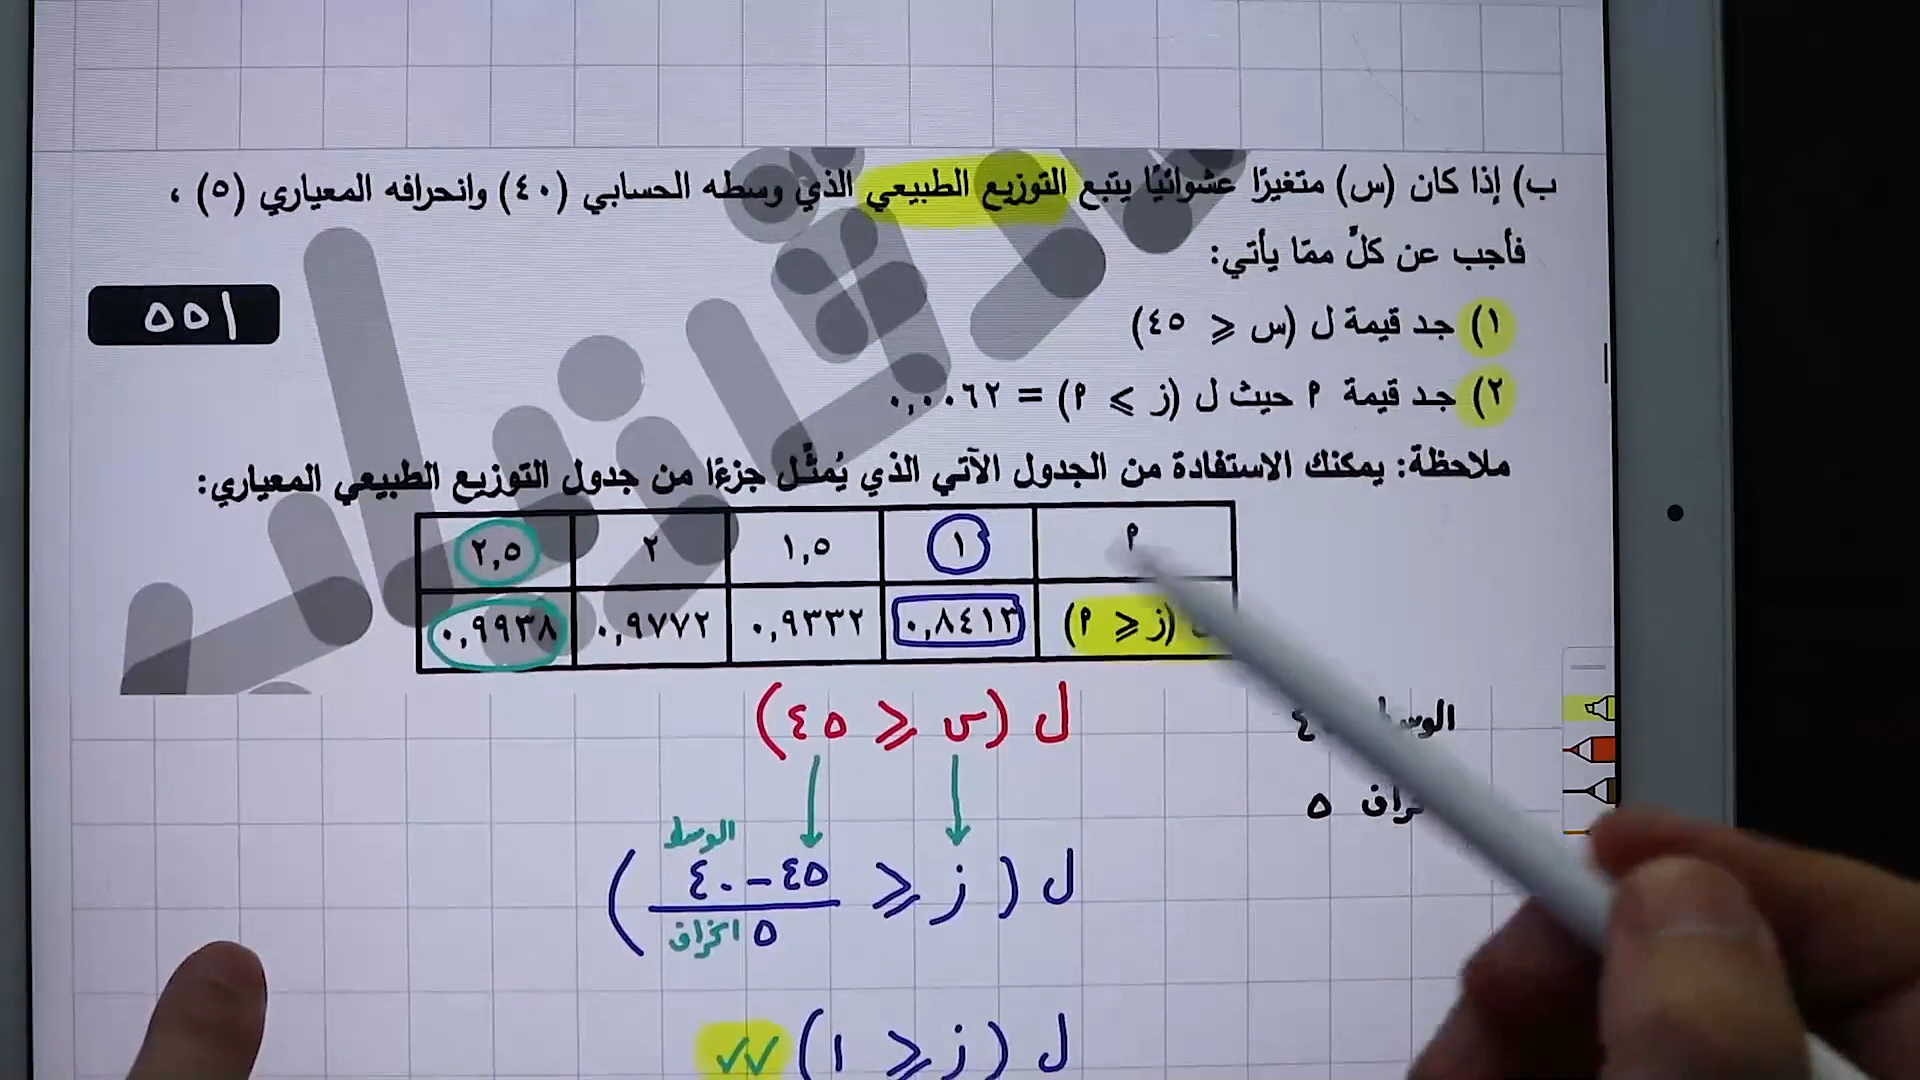 ب) إذا كان (س) متغيرًا عشوائيًا يتبع التوزيع الطبيعي الذي وسطه الحسابي (٤٠) وانحرافه المعياري (٥) ،
فأجب عن كلٍّ ممّا يأتي:
١) جد قيمة ل (س ⩾ ٤٥)
١٥٥
٢) جد قيمة م حيث ل (ز > م) = ٠,٠٠٦٢
ملاحظة: يمكنك الاستفادة من الجدول الآتي الذي يُمثِّل جزءًا من جدول التوزيع الطبيعي المعياري:
م ١ ١,٥ ٢ ٢,٥
(ز ⩾ م) ٠,٨٤١٣ ٠,٩٣٣٢ ٠,٩٧٧٢ ٠,٩٩٣٨
ل (س ⩾ ٤٥)
الوسط
ل (ز ⩾ ٤٥ - ٤٠
٥ انحراف
)
ل (ز ⩾ ١) ✓✓
٥